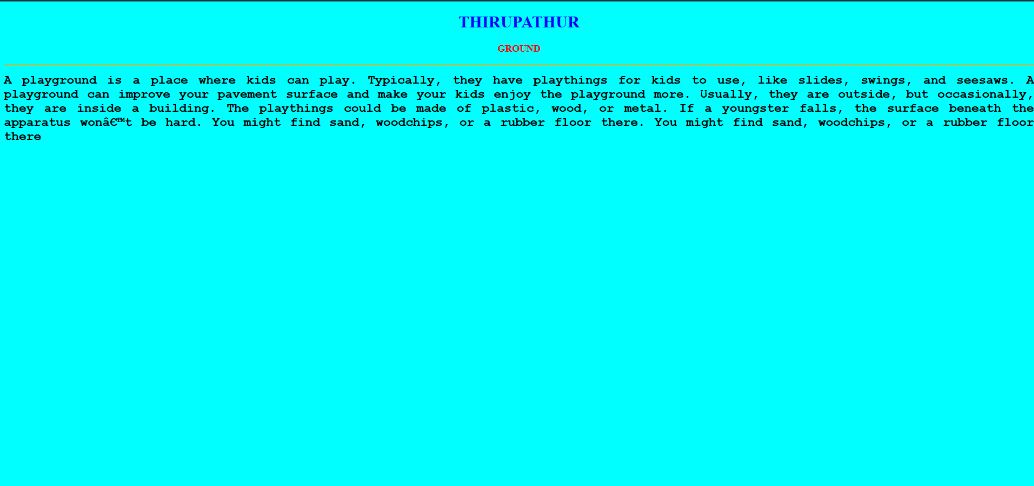 THIRUPATHUR
GROUND
A playground is a place where kids can play. Typically, they have playthings for kids to use, like slides, swings, and seesaws. A
playground can improve your pavement surface and make your kids enjoy the playground more. Usually, they are outside, but occasionally,
they are inside a building. The playthings could be made of plastic, wood, or metal. If a youngster falls, the surface beneath the
apparatus wonâ€™t be hard. You might find sand, woodchips, or a rubber floor there. You might find sand, woodchips, or a rubber floor
there